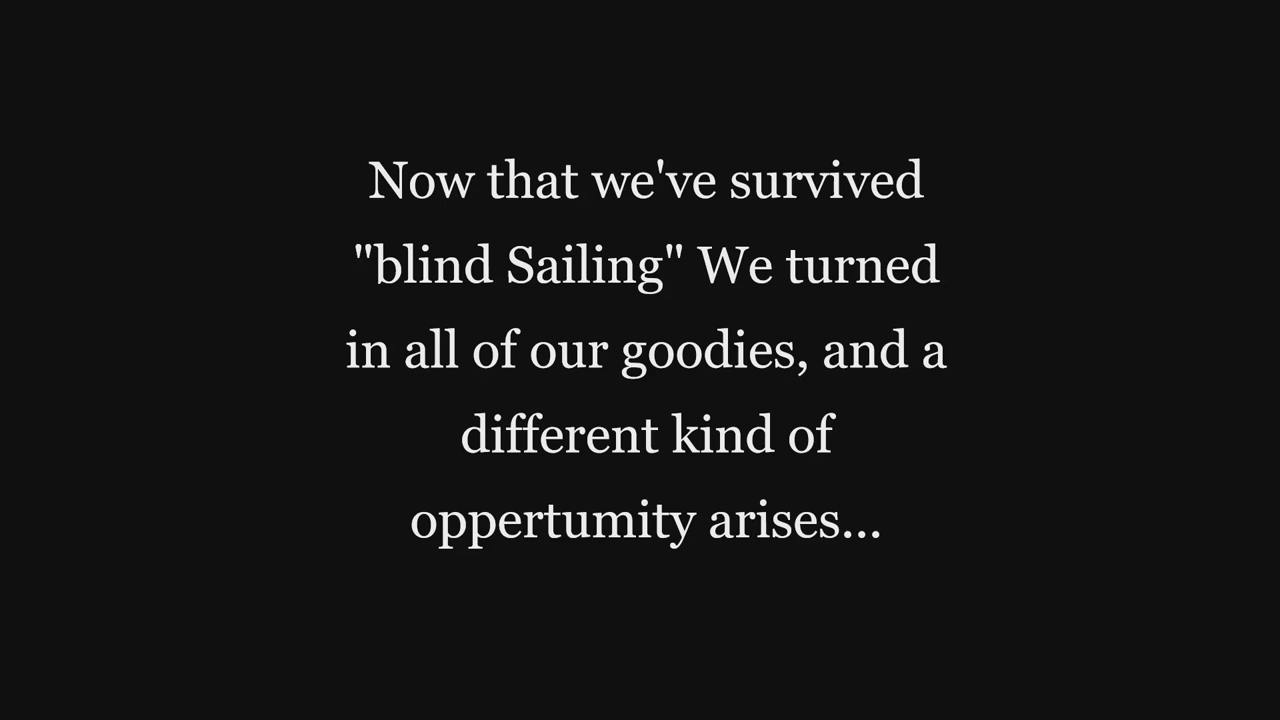 Now that we've survived
"blind Sailing" We turned
in all of our goodies, and a
different kind of
oppertumity arises...